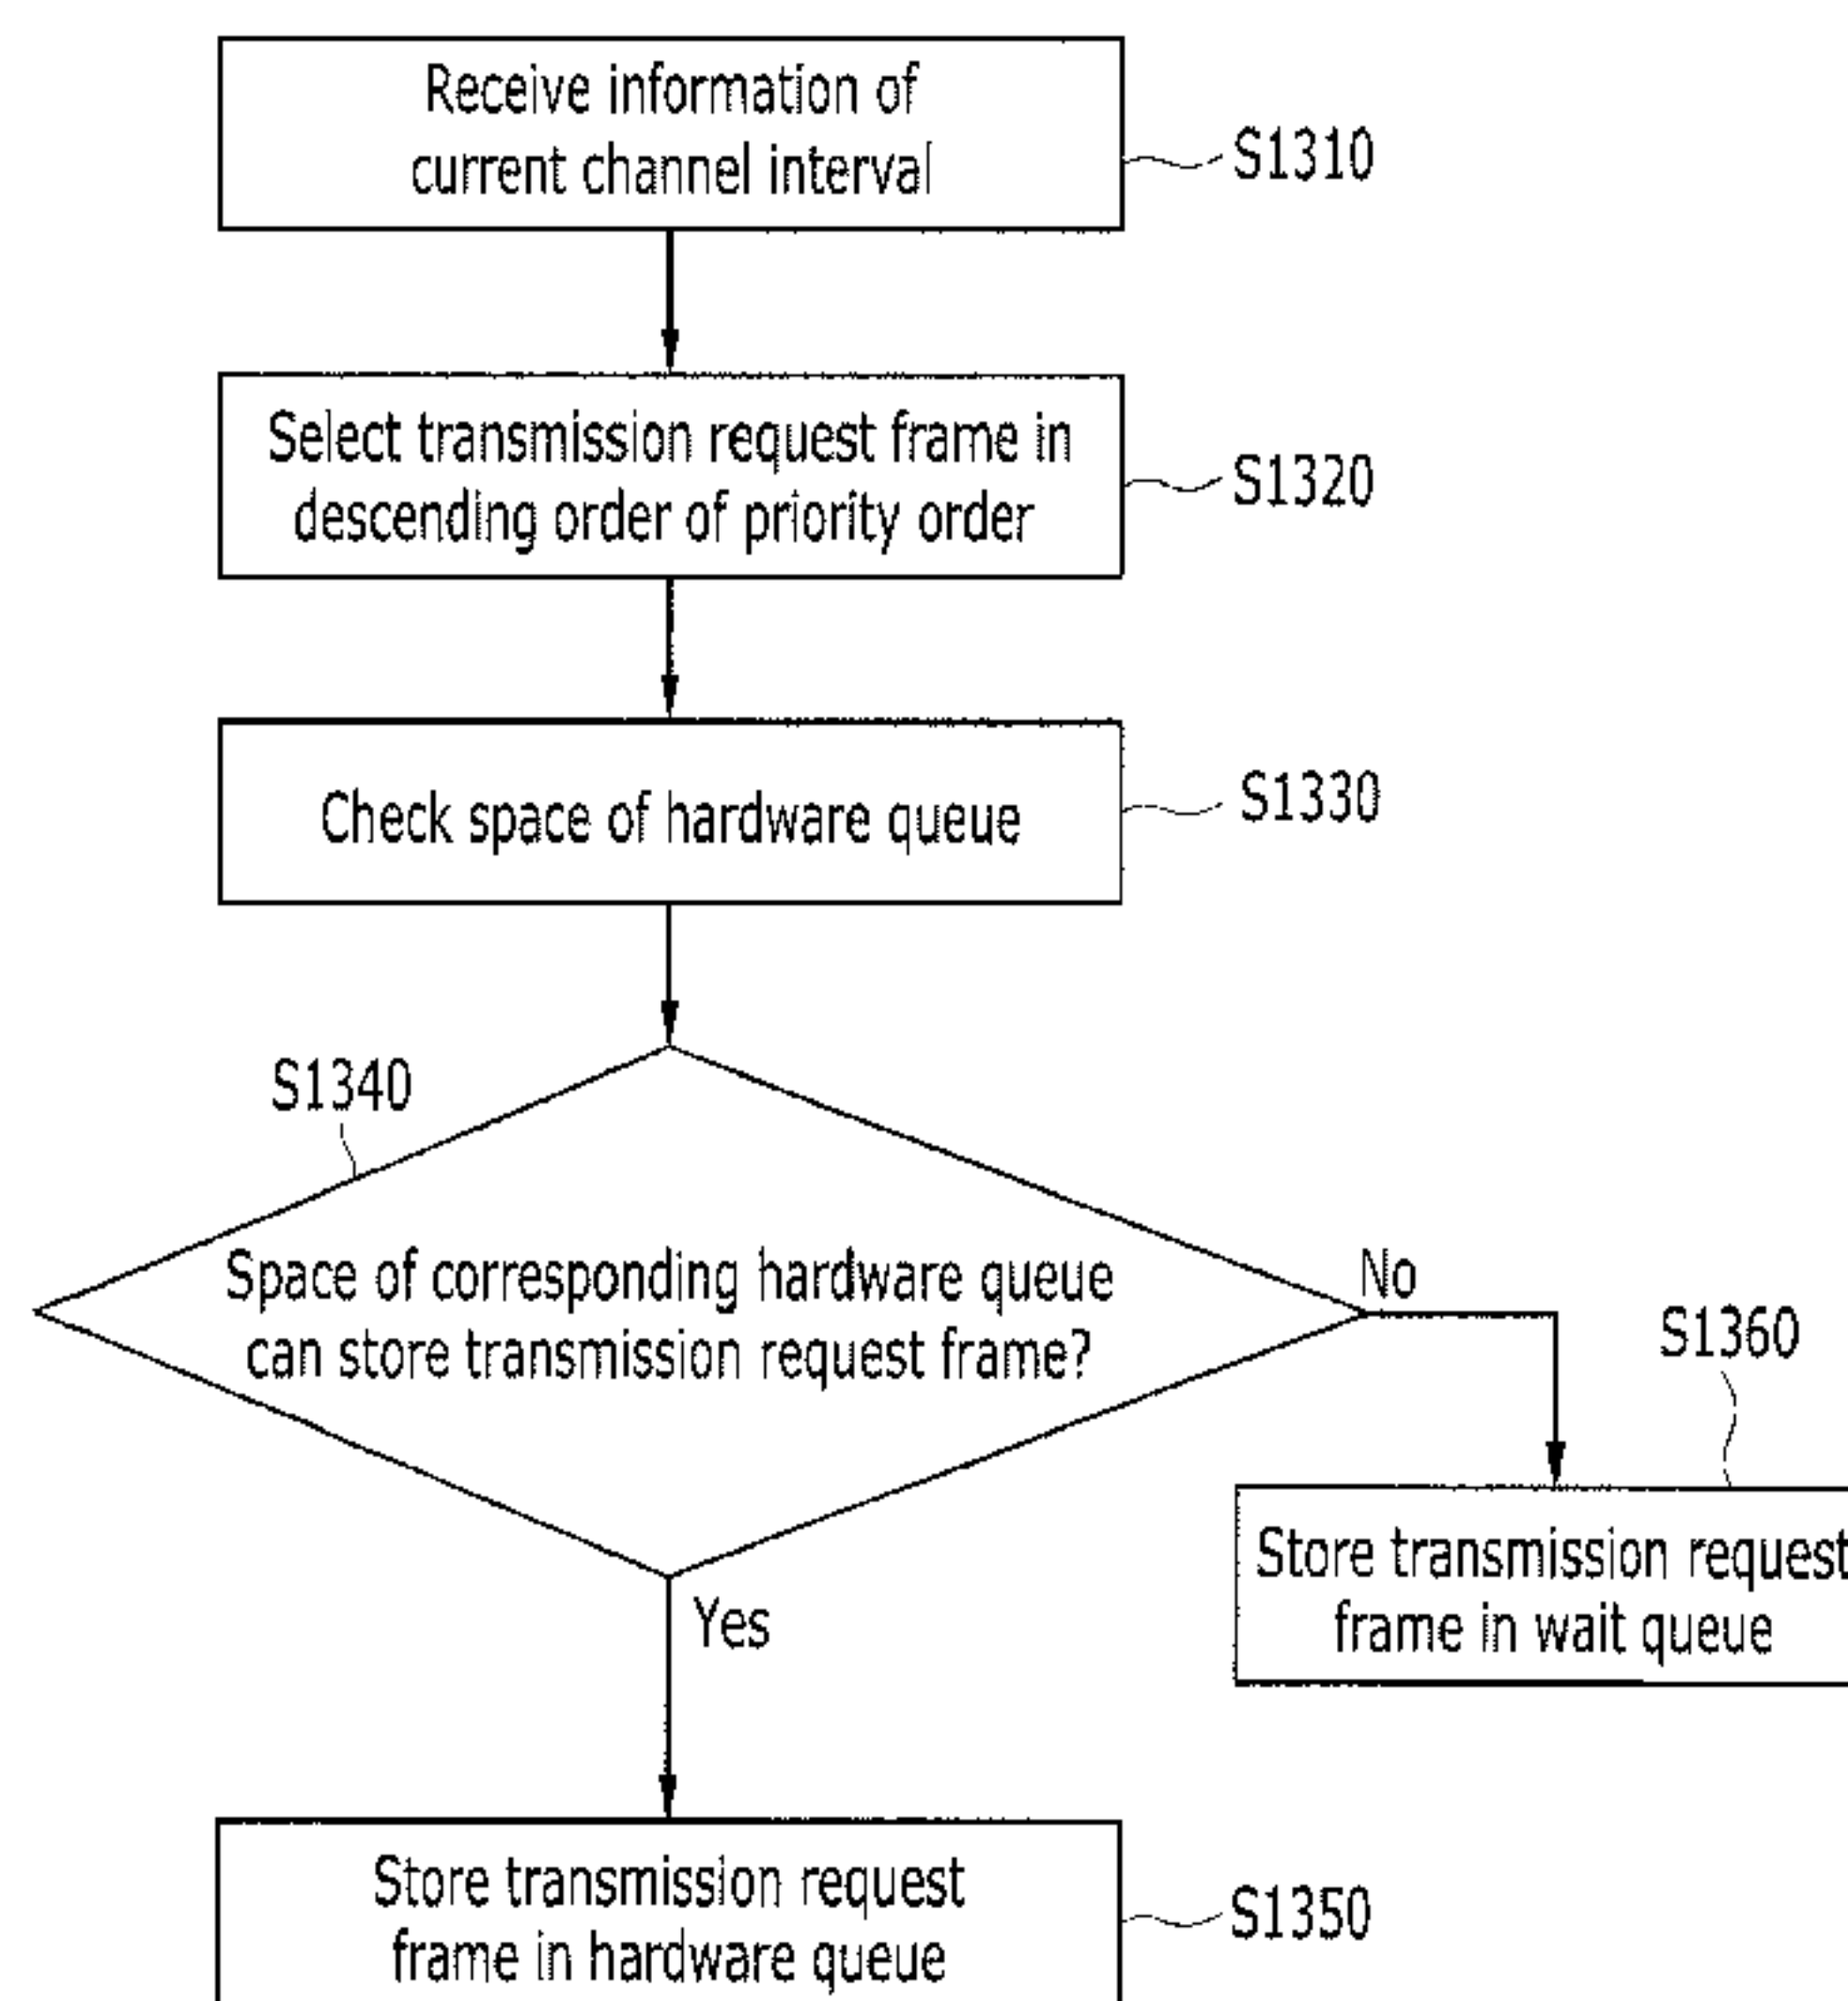 Receive information of
current channel interval
S1310
Select transmission request frame in
descending order of priority order
S1320
Check space of hardware queue
S1330
S1340
Space of corresponding hardware queue
can store transmission request frame?
No
S1360
Store transmission request
frame in wait queue
Yes
Store transmission request
frame in hardware queue
S1350